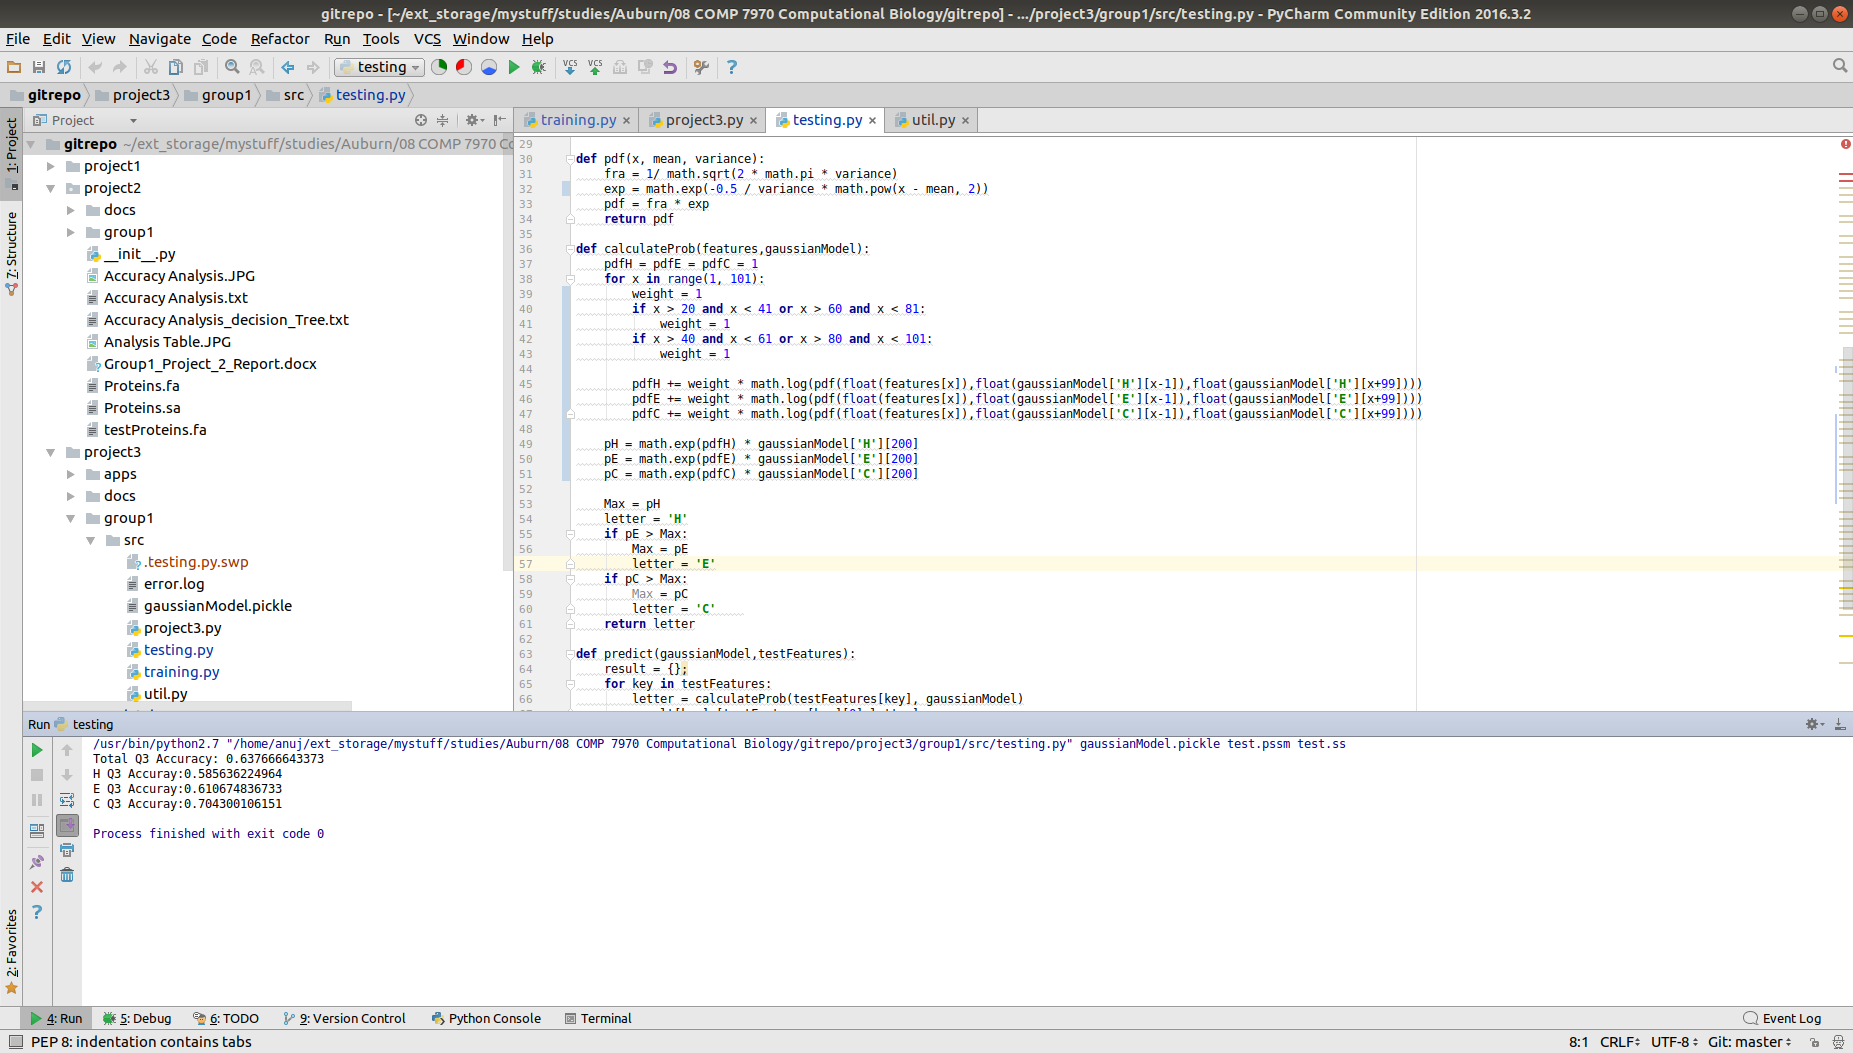 gitrepo - [~/ext_storage/mystuff/studies/Auburn/08 COMP 7970 Computational Biology/gitrepo] - .../project3/group1/src/testing.py - PyCharm Community Edition 2016.3.2
File Edit View Navigate Code Refactor Run Tools VCS Window Help
testing
VCS VCS
gitrepo project3 group1 src testing.py
Project
training.py project3.py testing.py util.py
1: Project
7: Structure
2: Favorites
gitrepo ~/ext_storage/mystuff/studies/Auburn/08 COMP 7970 Co
project1
project2
docs
group1
__init__.py
Accuracy Analysis.JPG
Accuracy Analysis.txt
Accuracy Analysis_decision_Tree.txt
Analysis Table.JPG
Group1_Project_2_Report.docx
Proteins.fa
Proteins.sa
testProteins.fa
project3
apps
docs
group1
src
.testing.py.swp
error.log
gaussianModel.pickle
project3.py
testing.py
training.py
util.py
29
30 def pdf(x, mean, variance):
31 fra = 1/ math.sqrt(2 * math.pi * variance)
32 exp = math.exp(-0.5 / variance * math.pow(x - mean, 2))
33 pdf = fra * exp
34 return pdf
35
36 def calculateProb(features,gaussianModel):
37 pdfH = pdfE = pdfC = 1
38 for x in range(1, 101):
39 weight = 1
40 if x > 20 and x < 41 or x > 60 and x < 81:
41 weight = 1
42 if x > 40 and x < 61 or x > 80 and x < 101:
43 weight = 1
44
45 pdfH += weight * math.log(pdf(float(features[x]),float(gaussianModel['H'][x-1]),float(gaussianModel['H'][x+99])))
46 pdfE += weight * math.log(pdf(float(features[x]),float(gaussianModel['E'][x-1]),float(gaussianModel['E'][x+99])))
47 pdfC += weight * math.log(pdf(float(features[x]),float(gaussianModel['C'][x-1]),float(gaussianModel['C'][x+99])))
48
49 pH = math.exp(pdfH) * gaussianModel['H'][200]
50 pE = math.exp(pdfE) * gaussianModel['E'][200]
51 pC = math.exp(pdfC) * gaussianModel['C'][200]
52
53 Max = pH
54 letter = 'H'
55 if pE > Max:
56 Max = pE
57 letter = 'E'
58 if pC > Max:
59 Max = pC
60 letter = 'C'
61 return letter
62
63 def predict(gaussianModel,testFeatures):
64 result = {};
65 for key in testFeatures:
66 letter = calculateProb(testFeatures[key], gaussianModel)
Run testing
/usr/bin/python2.7 "/home/anuj/ext_storage/mystuff/studies/Auburn/08 COMP 7970 Computational Biology/gitrepo/project3/group1/src/testing.py" gaussianModel.pickle test.pssm test.ss
Total Q3 Accuracy: 0.637666643373
H Q3 Accuray:0.585636224964
E Q3 Accuray:0.610674836733
C Q3 Accuray:0.704300106151
Process finished with exit code 0
4: Run 5: Debug 6: TODO 9: Version Control Python Console Terminal Event Log
PEP 8: indentation contains tabs 8:1 CRLF UTF-8 Git: master